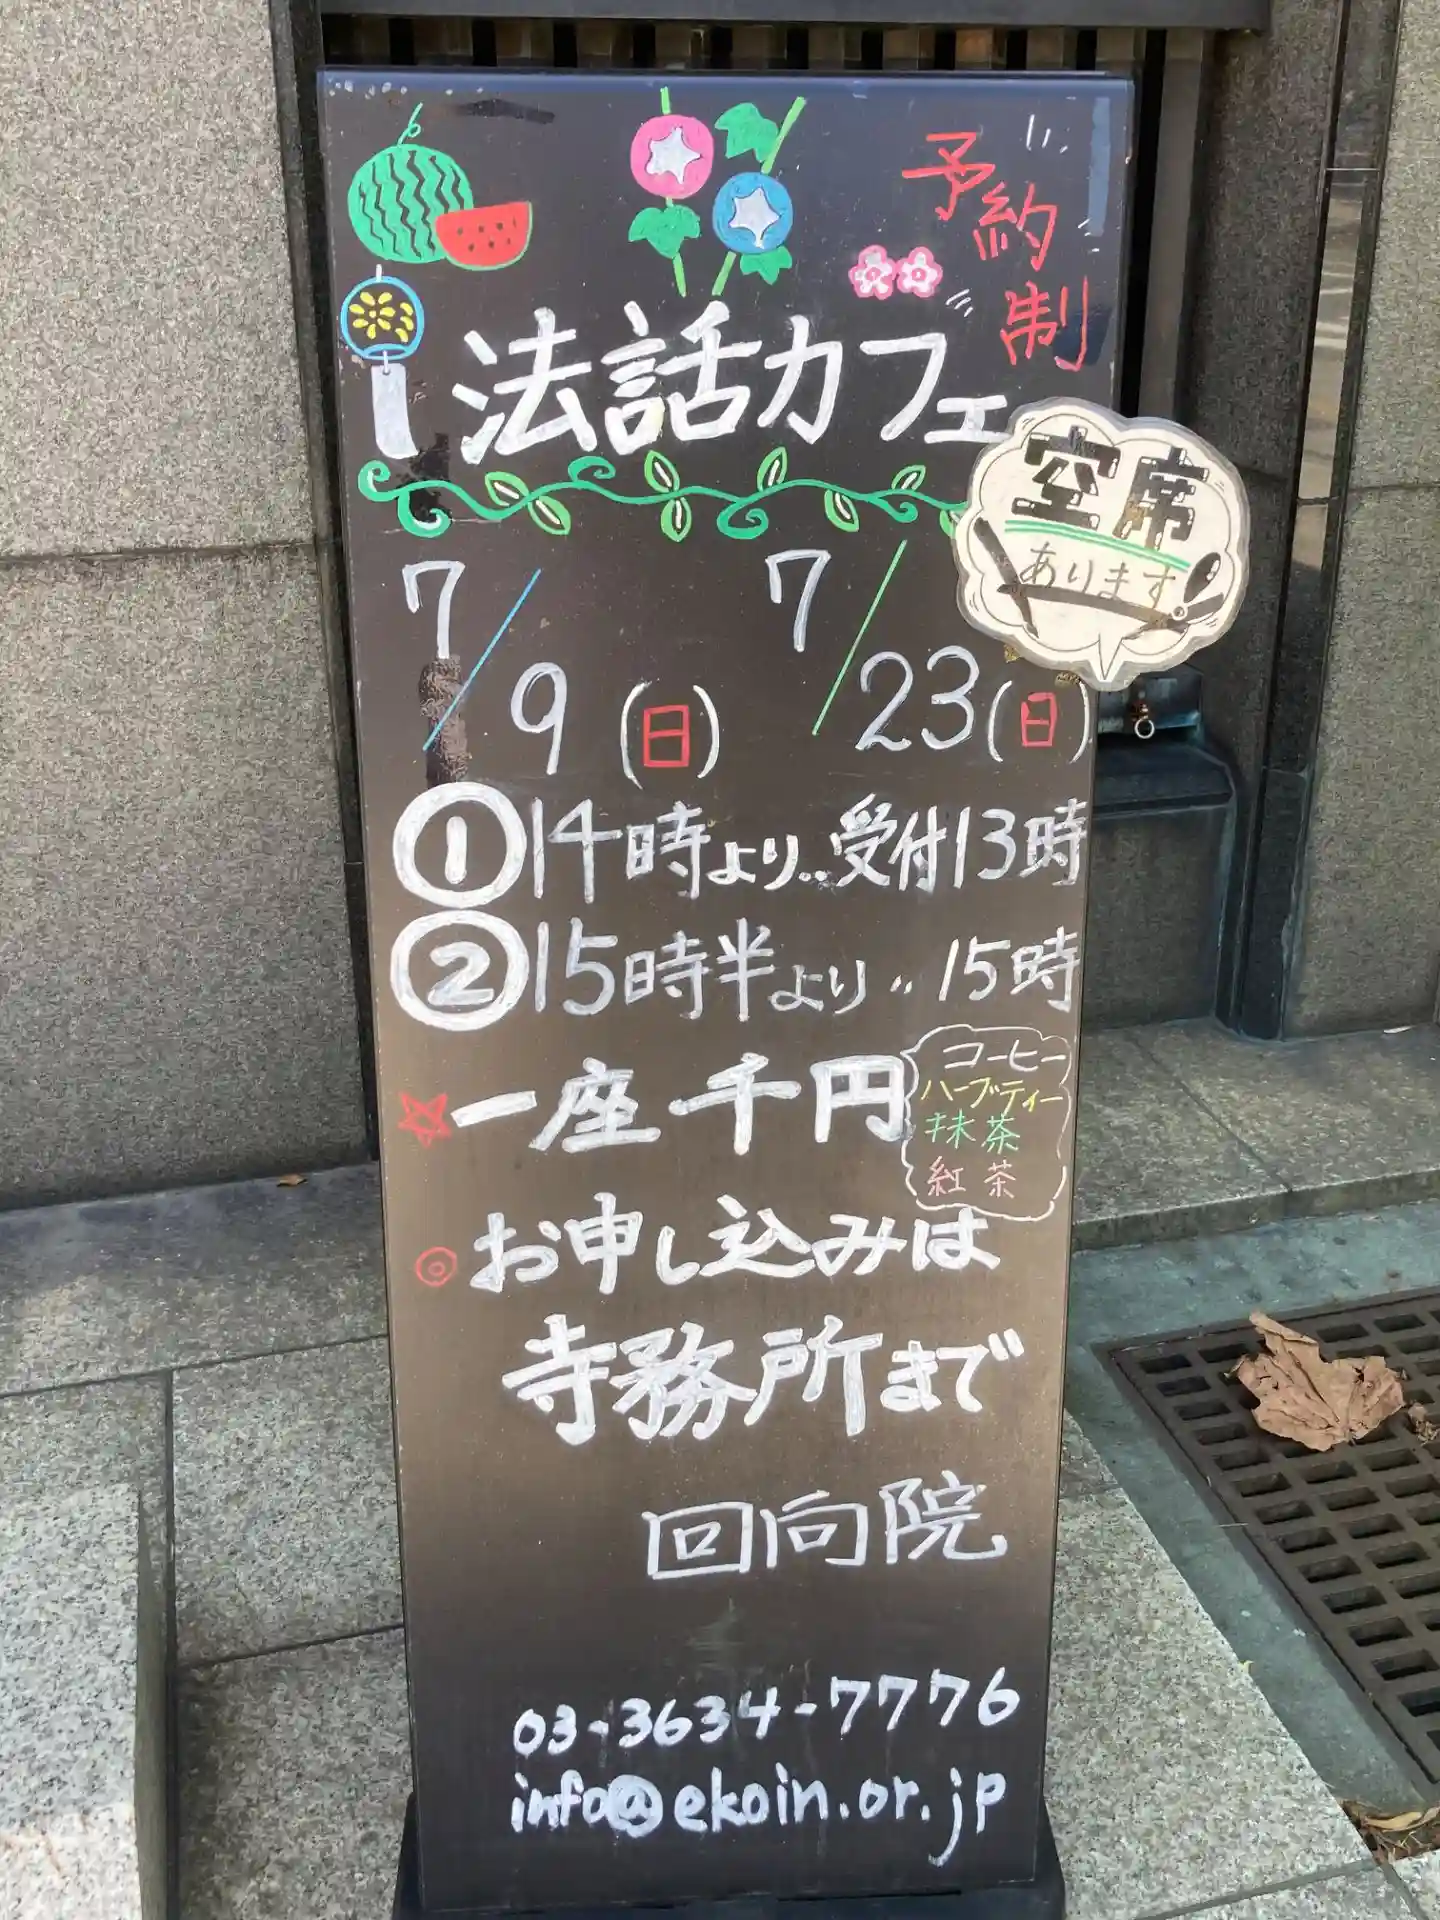 予約制
法話カフェ
空席
あります
7/9(日) 7/23(日)
①14時より‥受付13時
②15時半より‥15時
☆一座千円
コーヒー
ハーブティー
抹茶
紅茶
◎お申し込みは
寺務所まで
回向院
03-3634-7776
info@ekoin.or.jp